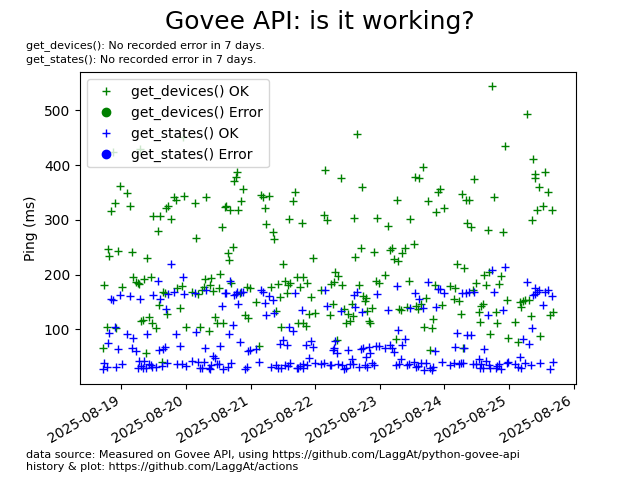 Govee API: is it working?
get_devices(): No recorded error in 7 days.
get_states(): No recorded error in 7 days.
get_devices() OK
get_devices() Error
get_states() OK
get_states() Error
Ping (ms)
500
400
300
200
100
2025-08-19
2025-08-20
2025-08-21
2025-08-22
2025-08-23
2025-08-24
2025-08-25
2025-08-26
data source: Measured on Govee API, using https://github.com/LaggAt/python-govee-api
history & plot: https://github.com/LaggAt/actions